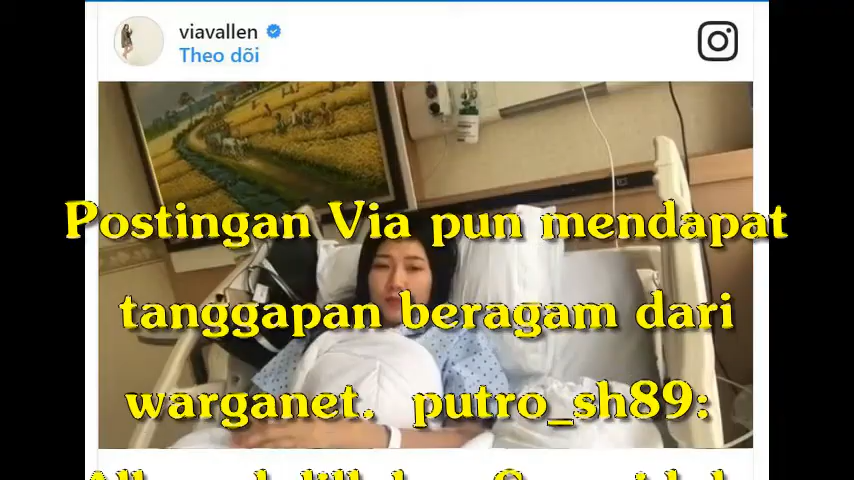 viavallen
Theo dõi
Postingan Via pun mendapat
tanggapan beragam dari
warganet. putro_sh89: